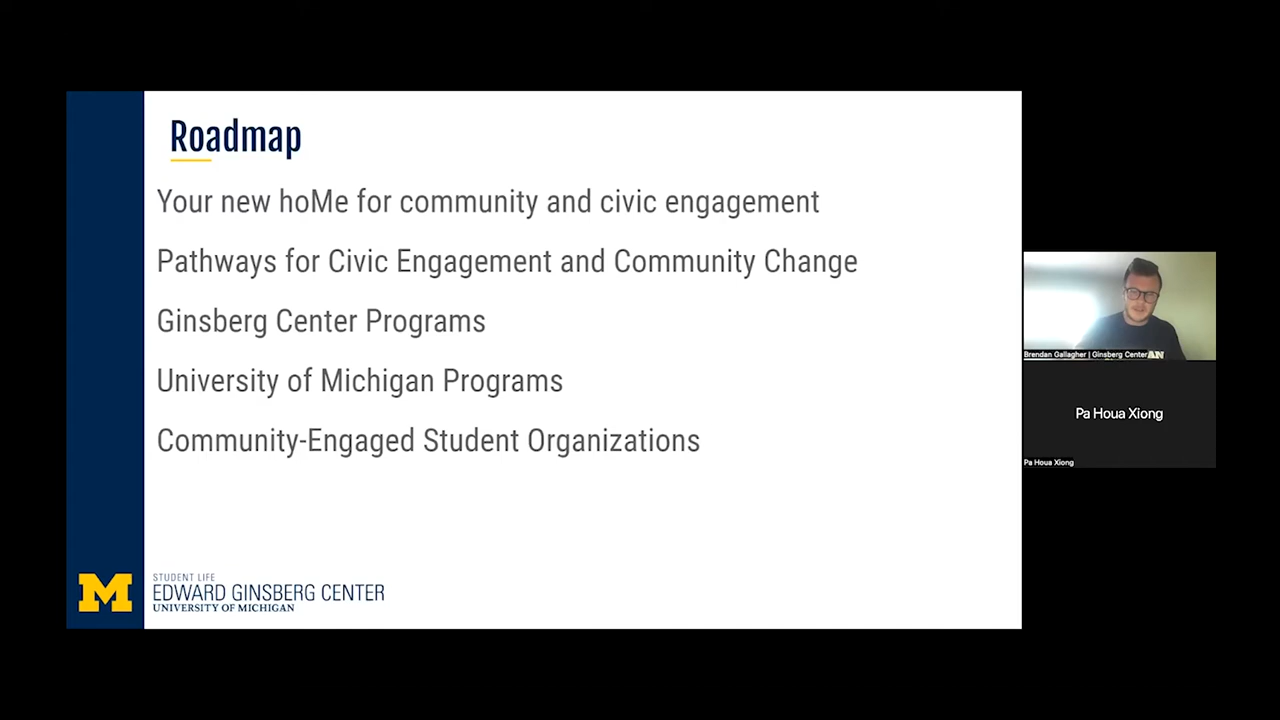 Roadmap
Your new hoMe for community and civic engagement
Pathways for Civic Engagement and Community Change
Ginsberg Center Programs
University of Michigan Programs
Community-Engaged Student Organizations
M
STUDENT LIFE
EDWARD GINSBERG CENTER
UNIVERSITY OF MICHIGAN
Brendan Gallagher | Ginsberg Center
AN
Pa Houa Xiong
Pa Houa Xiong